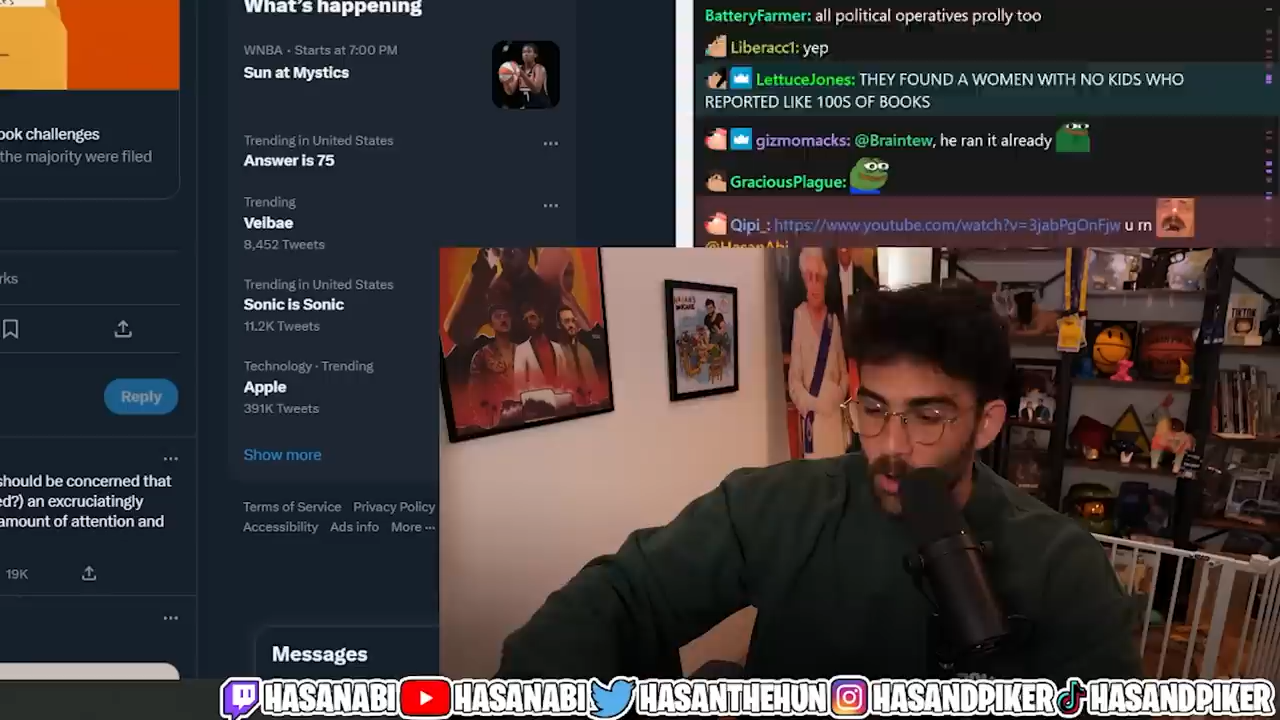 ook challenges
the majority were filed
rks
Reply
should be concerned that
ed?) an excruciatingly
amount of attention and
19K
What's happening
WNBA · Starts at 7:00 PM
Sun at Mystics
Trending in United States
Answer is 75
Trending
Veibae
8,452 Tweets
Trending in United States
Sonic is Sonic
11.2K Tweets
Technology · Trending
Apple
391K Tweets
Show more
Terms of Service Privacy Policy
Accessibility Ads info More ···
Messages
BatteryFarmer: all political operatives prolly too
Liberacc1: yep
LettuceJones: THEY FOUND A WOMEN WITH NO KIDS WHO
REPORTED LIKE 100S OF BOOKS
gizmomacks: @Braintew, he ran it already
GraciousPlague:
Qipi_: https://www.youtube.com/watch?v=3jabPgOnFjw u rn
@HasanAbi
HASANABI HASANABI HASANTHEHUN HASANDPIKER HASANDPIKER